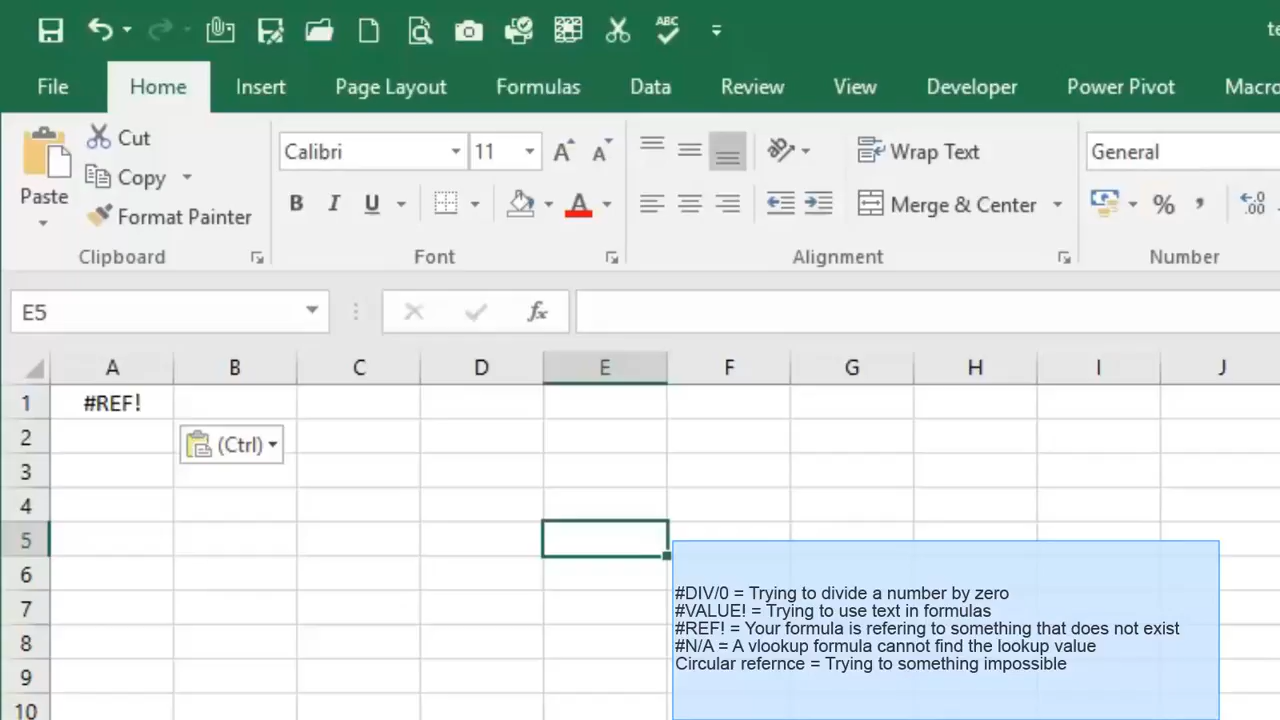 ABC
te
File Home Insert Page Layout Formulas Data Review View Developer Power Pivot Macro
Cut
Calibri 11 A A Wrap Text General
Paste Copy
B I U A Merge & Center % , .00
Format Painter
Clipboard Font Alignment Number
E5 fx
A B C D E F G H I J
1 #REF!
2 (Ctrl)
3
4
5
6
#DIV/0 = Trying to divide a number by zero
7 #VALUE! = Trying to use text in formulas
#REF! = Your formula is refering to something that does not exist
8 #N/A = A vlookup formula cannot find the lookup value
Circular refernce = Trying to something impossible
9
10